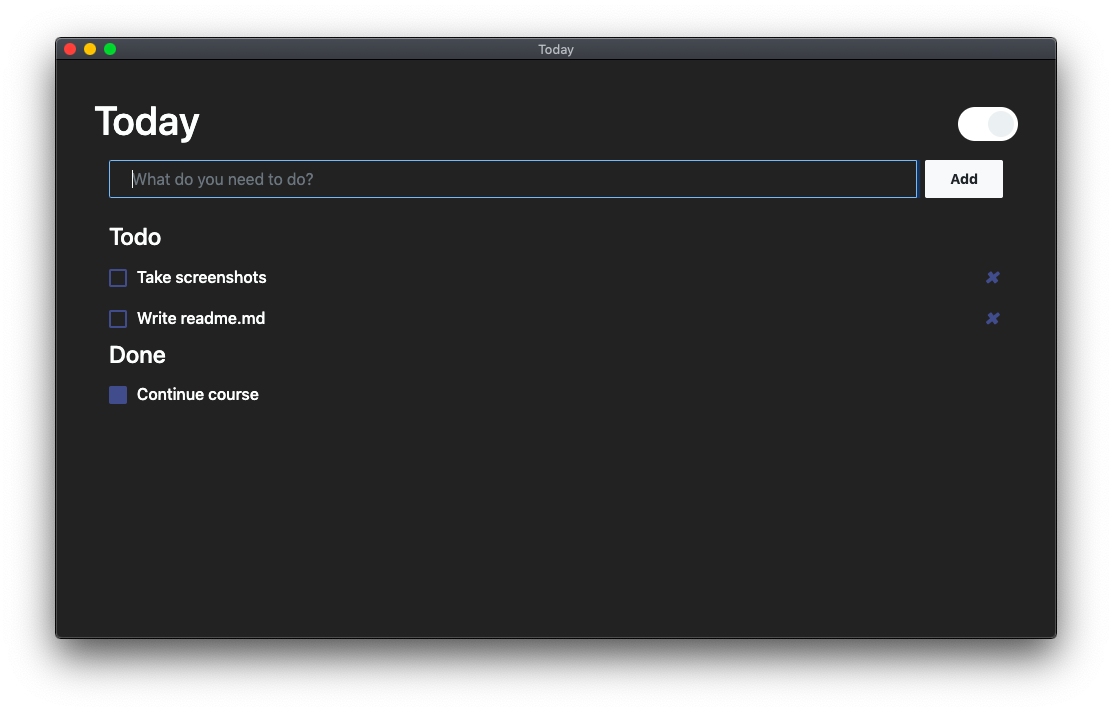 Today
Today
What do you need to do?
Add
Todo
Take screenshots
Write readme.md
Done
Continue course